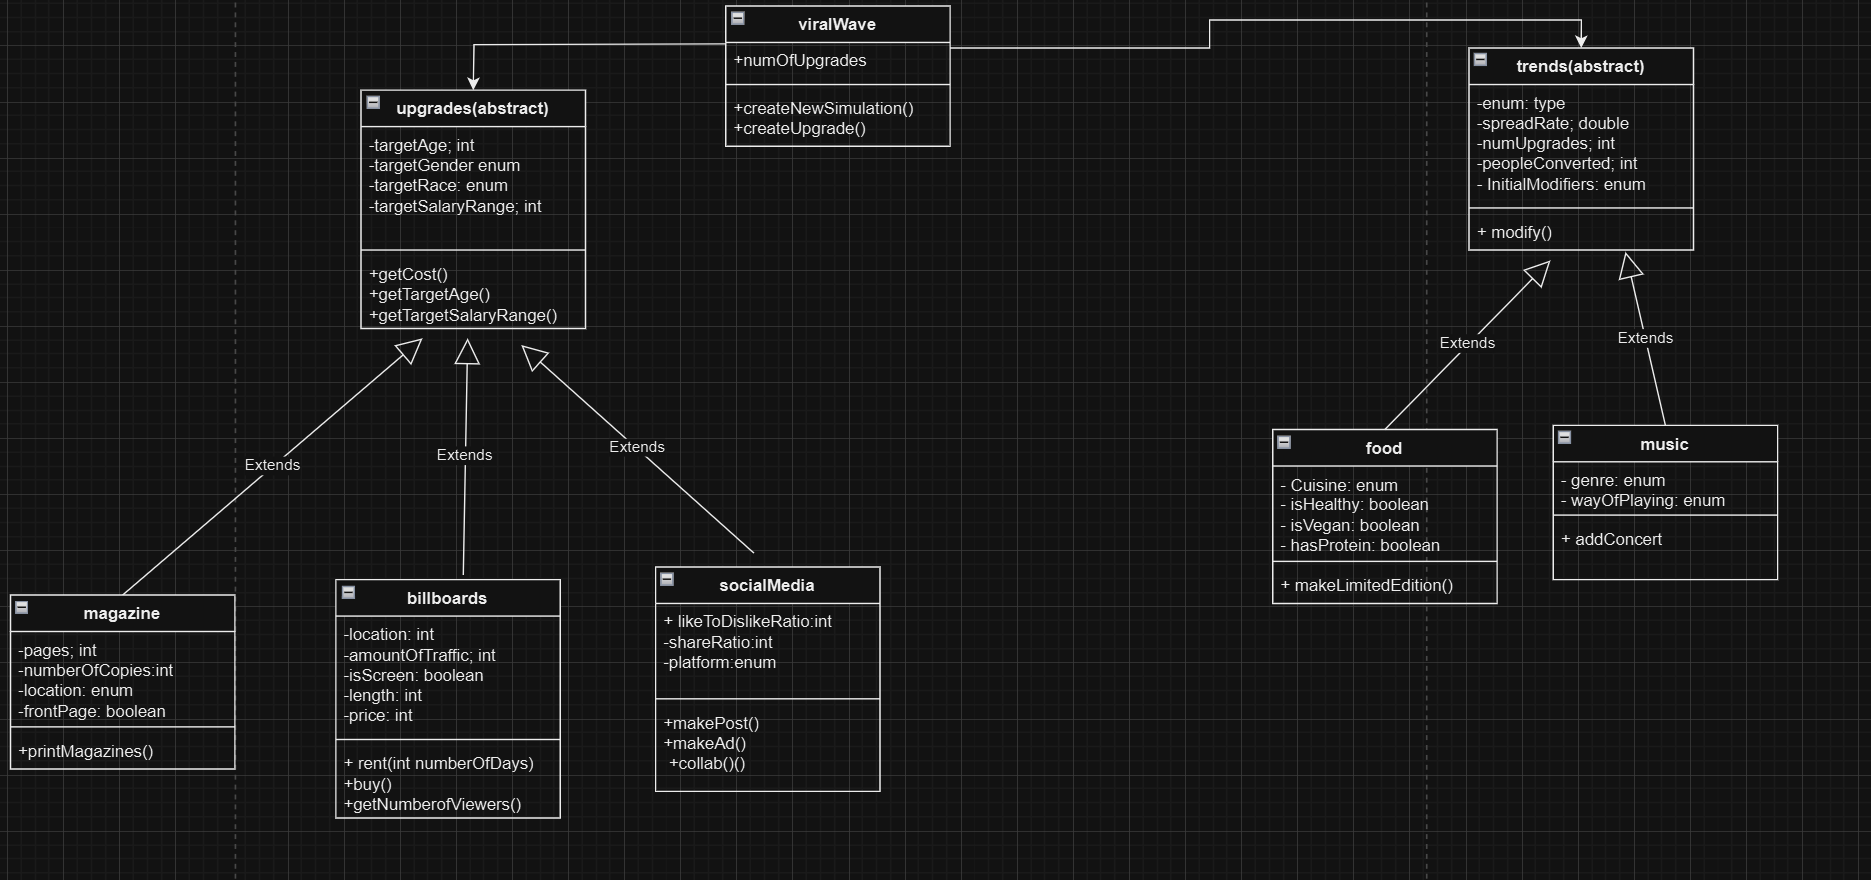 viralWave
+numOfUpgrades
+createNewSimulation()
+createUpgrade()
upgrades(abstract)
-targetAge; int
-targetGender enum
-targetRace: enum
-targetSalaryRange; int
+getCost()
+getTargetAge()
+getTargetSalaryRange()
trends(abstract)
-enum: type
-spreadRate; double
-numUpgrades; int
-peopleConverted; int
- InitialModifiers: enum
+ modify()
Extends
Extends
Extends
Extends
Extends
magazine
-pages; int
-numberOfCopies:int
-location: enum
-frontPage: boolean
+printMagazines()
billboards
-location: int
-amountOfTraffic; int
-isScreen: boolean
-length: int
-price: int
+ rent(int numberOfDays)
+buy()
+getNumberofViewers()
socialMedia
+ likeToDislikeRatio:int
-shareRatio:int
-platform:enum
+makePost()
+makeAd()
+collab()()
food
- Cuisine: enum
- isHealthy: boolean
- isVegan: boolean
- hasProtein: boolean
+ makeLimitedEdition()
music
- genre: enum
- wayOfPlaying: enum
+ addConcert